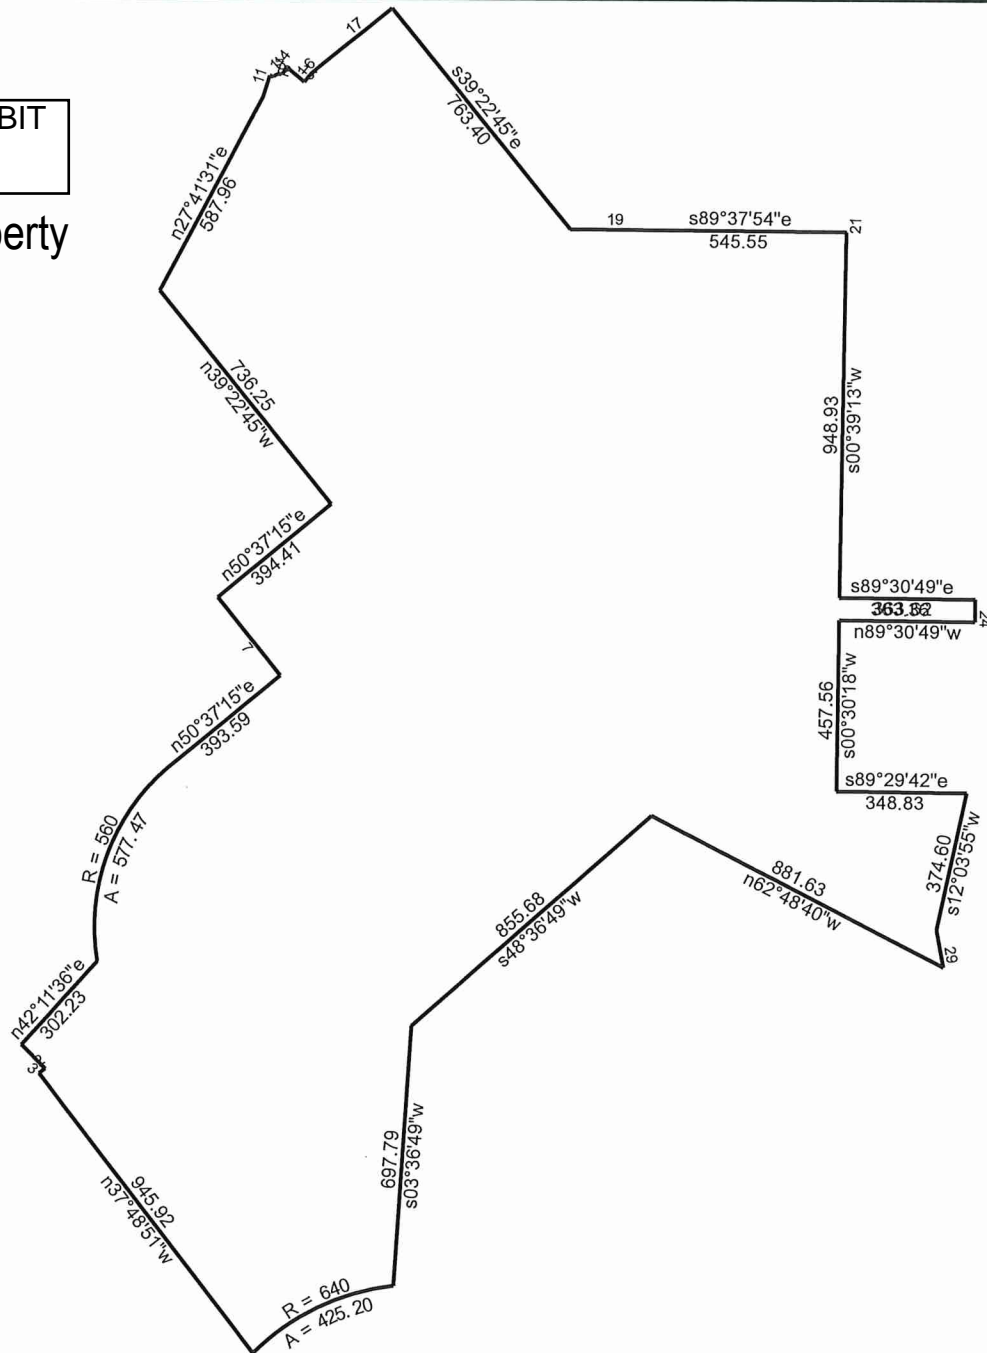 BIT
perty
17
11
14
16
s39°22'45"e
763.40
n27°41'31"e
587.96
19
s89°37'54"e
545.55
21
736.25
n39°22'45"w
948.93
s00°39'13"w
n50°37'15"e
394.41
s89°30'49"e
24
n89°30'49"w
7
457.56
s00°30'18"w
n50°37'15"e
393.59
s89°29'42"e
348.83
R = 560
A = 577.47
374.60
s12°03'55"w
881.63
n62°48'40"w
855.68
s48°36'49"w
29
n42°11'36"e
302.23
3
697.79
s03°36'49"w
945.92
n37°48'51"w
R = 640
A = 425.20